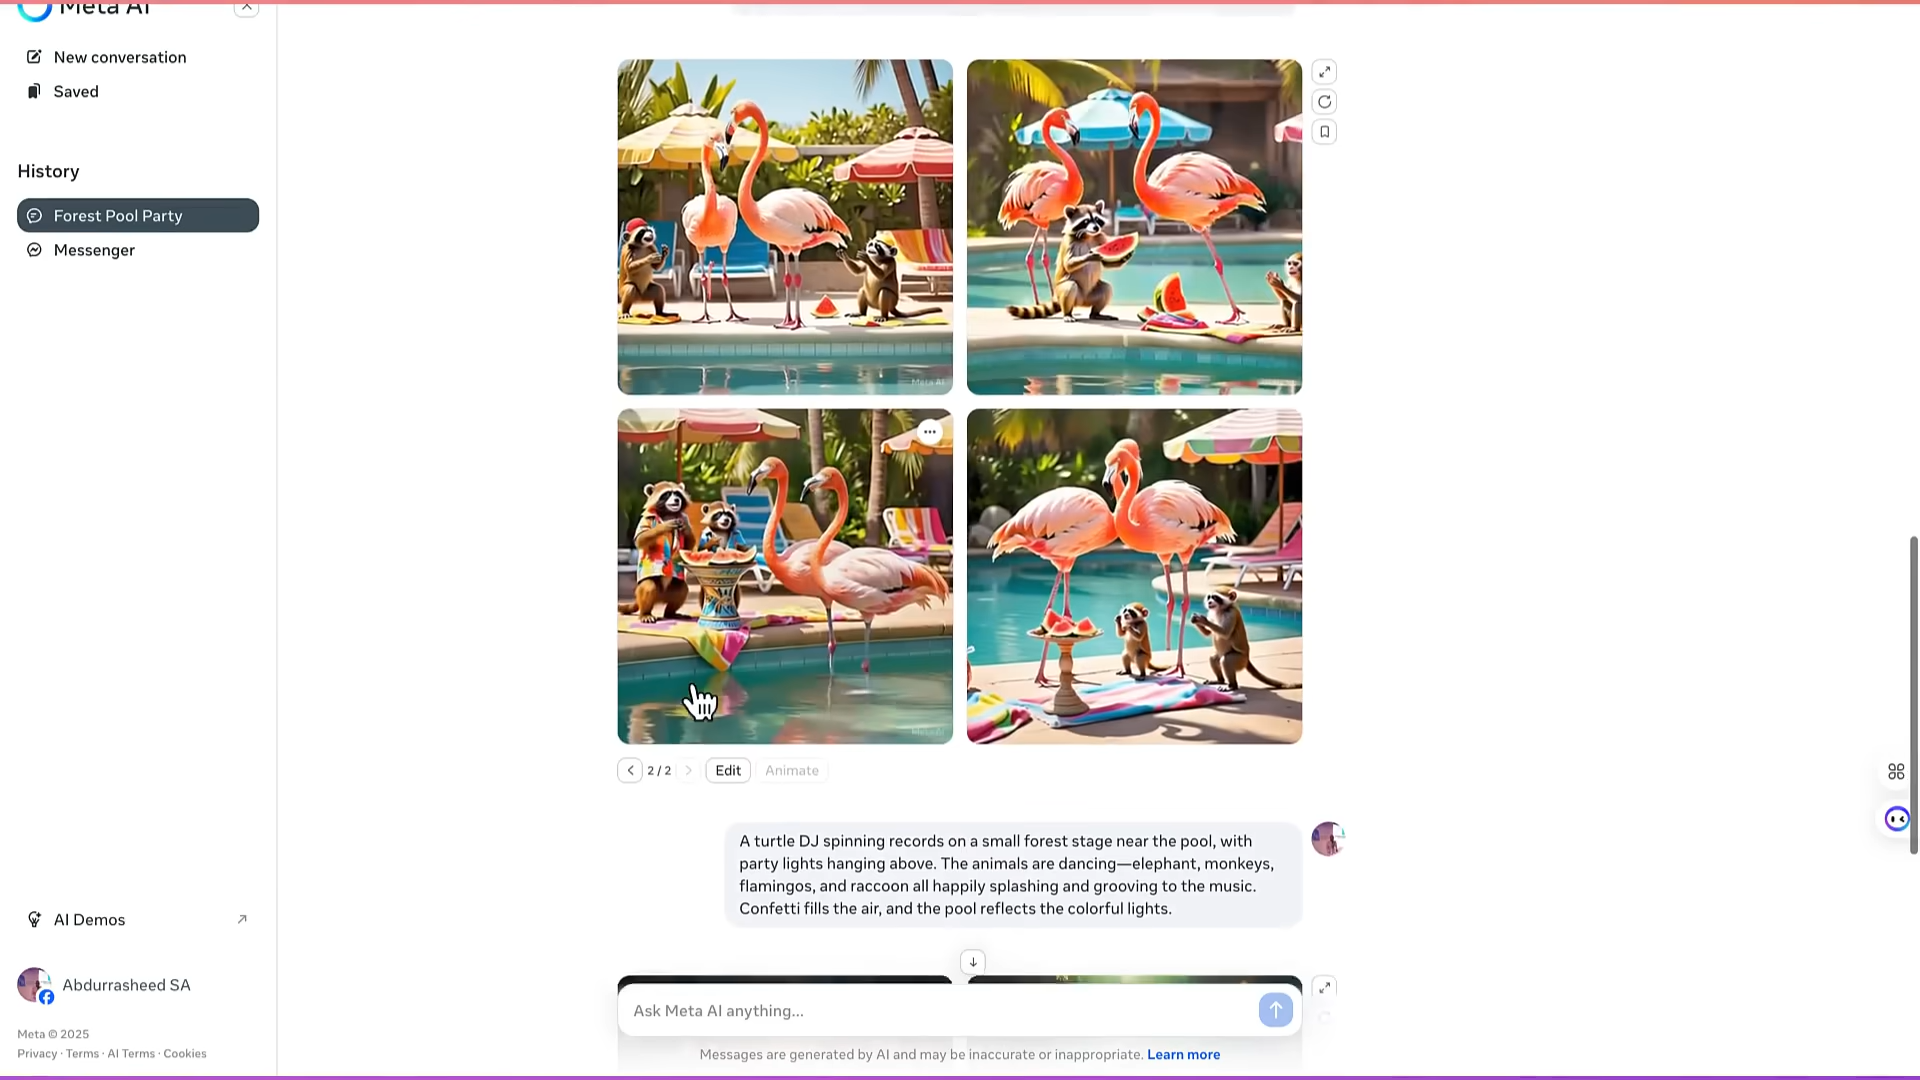 Meta AI
New conversation
Saved
History
Forest Pool Party
Messenger
AI Demos
Abdurrasheed SA
Meta © 2025
Privacy · Terms · AI Terms · Cookies
Meta AI
Meta AI
2 / 2
Edit
Animate
A turtle DJ spinning records on a small forest stage near the pool, with
party lights hanging above. The animals are dancing—elephant, monkeys,
flamingos, and raccoon all happily splashing and grooving to the music.
Confetti fills the air, and the pool reflects the colorful lights.
Ask Meta AI anything...
Messages are generated by AI and may be inaccurate or inappropriate. Learn more